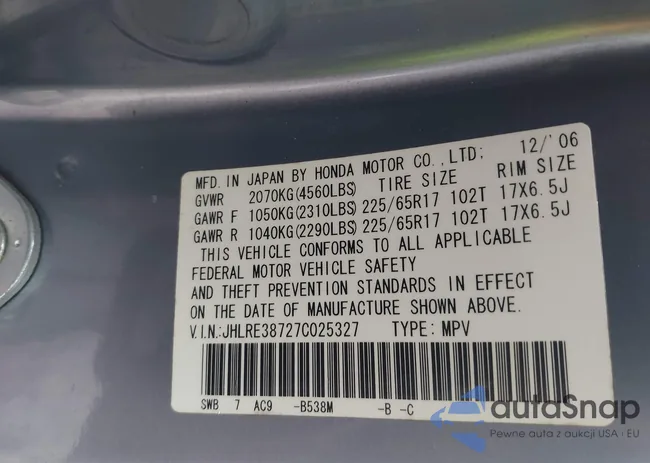 MFD. IN JAPAN BY HONDA MOTOR CO.,LTD; 12/'06
GVWR 2070KG(4560LBS) TIRE SIZE RIM SIZE
GAWR F 1050KG(2310LBS) 225/65R17 102T 17X6.5J
GAWR R 1040KG(2290LBS) 225/65R17 102T 17X6.5J
THIS VEHICLE CONFORMS TO ALL APPLICABLE
FEDERAL MOTOR VEHICLE SAFETY
AND THEFT PREVENTION STANDARDS IN EFFECT
ON THE DATE OF MANUFACTURE SHOWN ABOVE.
V.I.N:JHLRE38727C025327 TYPE: MPV
SWB 7 AC9 -B538M -B -C
autaSnap
Pewne auta z aukcji USA i EU